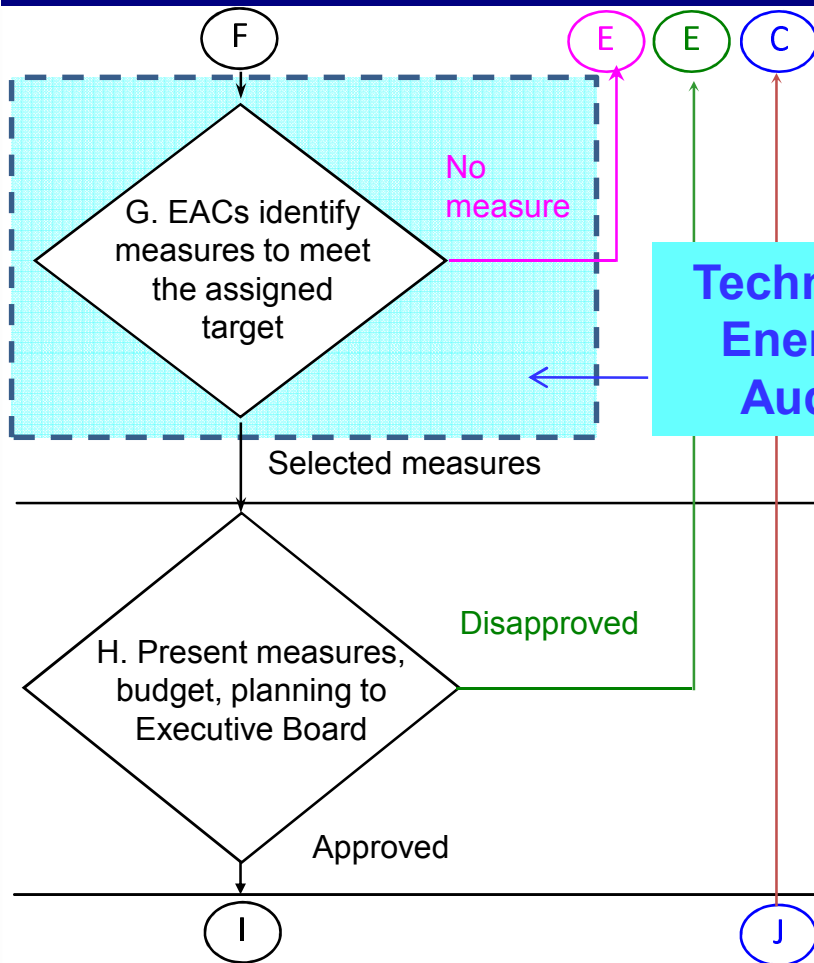 F
E E C
No
measure
G. EACs identify
measures to meet
the assigned
target
Selected measures
Disapproved
H. Present measures,
budget, planning to
Executive Board
Approved
I
J